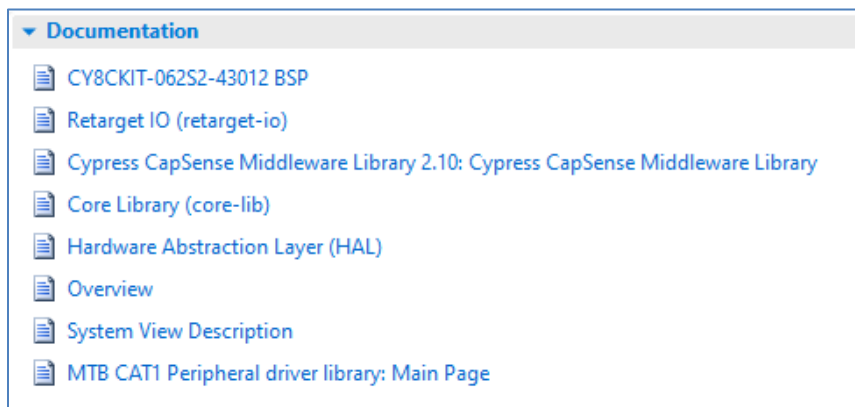 Documentation
CY8CKIT-062S2-43012 BSP
Retarget IO (retarget-io)
Cypress CapSense Middleware Library 2.10: Cypress CapSense Middleware Library
Core Library (core-lib)
Hardware Abstraction Layer (HAL)
Overview
System View Description
MTB CAT1 Peripheral driver library: Main Page